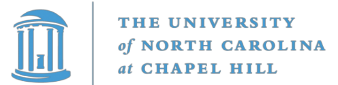 THE UNIVERSITY
of NORTH CAROLINA
at CHAPEL HILL